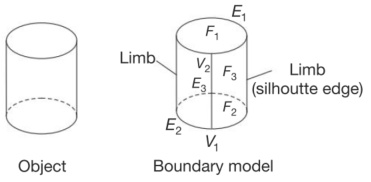 E1
F1
Limb
V2
F3
E3
Limb
(silhoutte edge)
F2
E2
V1
Object
Boundary model